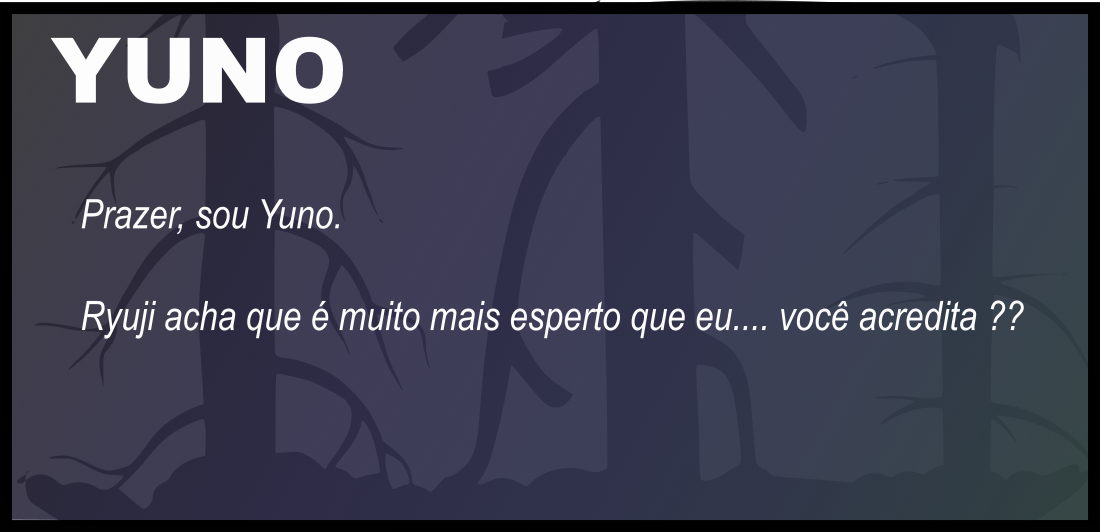 YUNO
Prazer, sou Yuno.
Ryuji acha que é muito mais esperto que eu.... você acredita ??